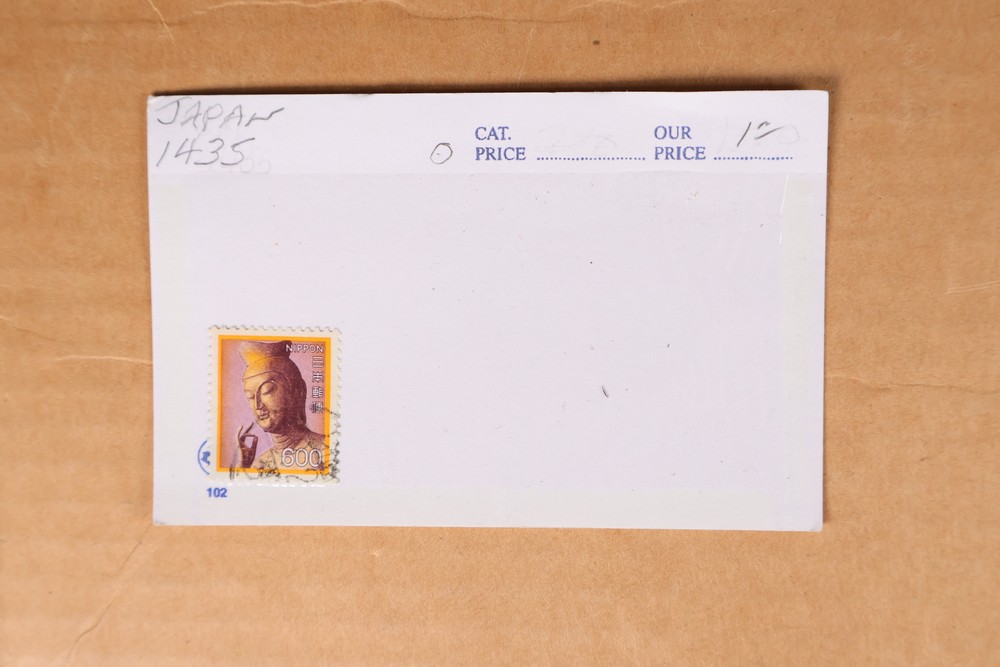 JAPAN
1435
CAT.
PRICE ..............................
OUR
PRICE ......................
NIPPON
日本郵便
600
102